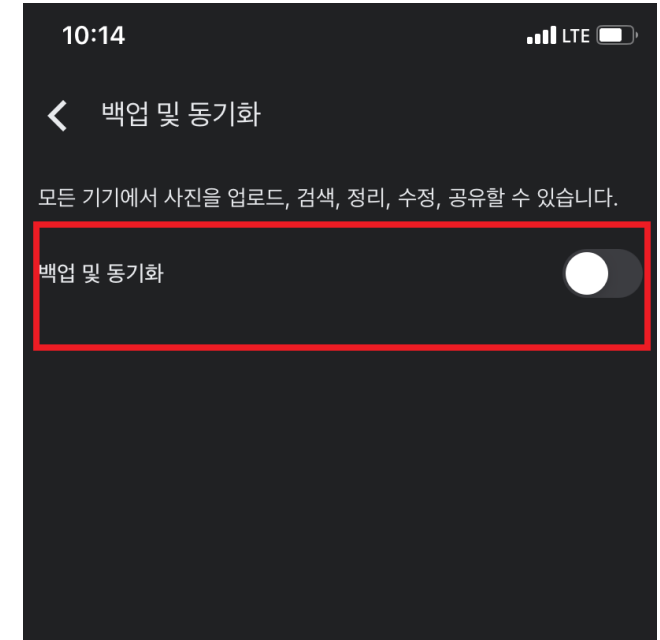 10:14 LTE
백업 및 동기화
모든 기기에서 사진을 업로드, 검색, 정리, 수정, 공유할 수 있습니다.
백업 및 동기화